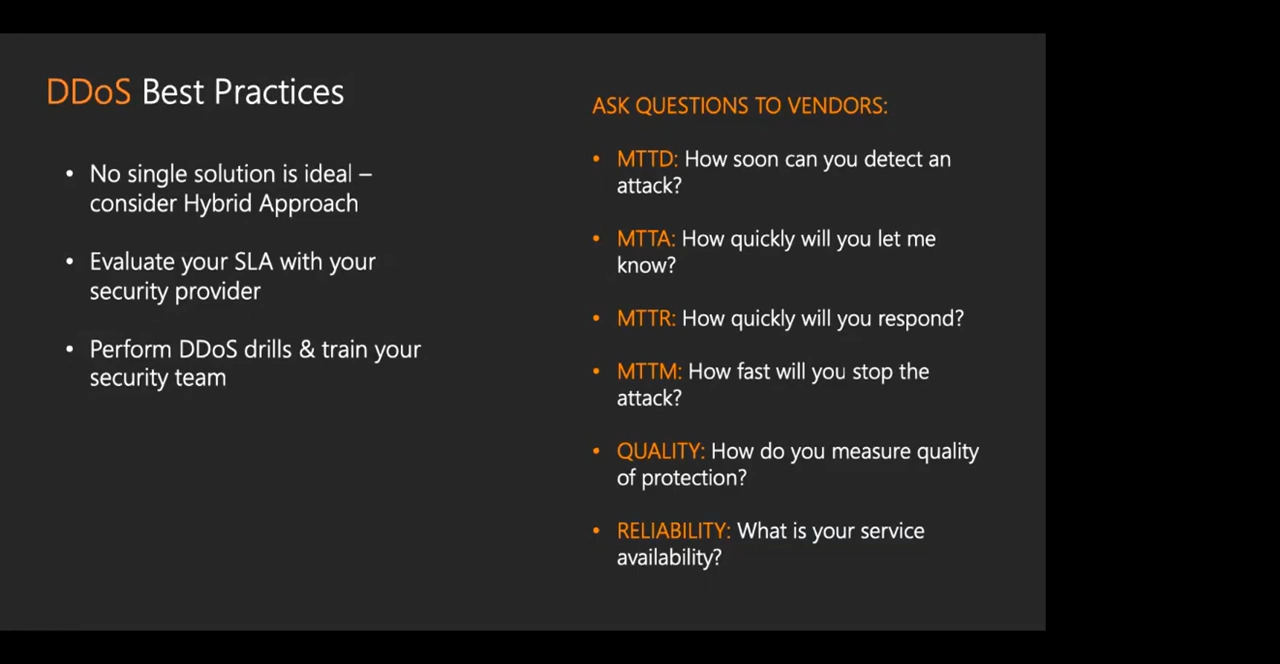 DDoS Best Practices
• No single solution is ideal –
consider Hybrid Approach
• Evaluate your SLA with your
security provider
• Perform DDoS drills & train your
security team
ASK QUESTIONS TO VENDORS:
• MTTD: How soon can you detect an
attack?
• MTTA: How quickly will you let me
know?
• MTTR: How quickly will you respond?
• MTTM: How fast will you stop the
attack?
• QUALITY: How do you measure quality
of protection?
• RELIABILITY: What is your service
availability?